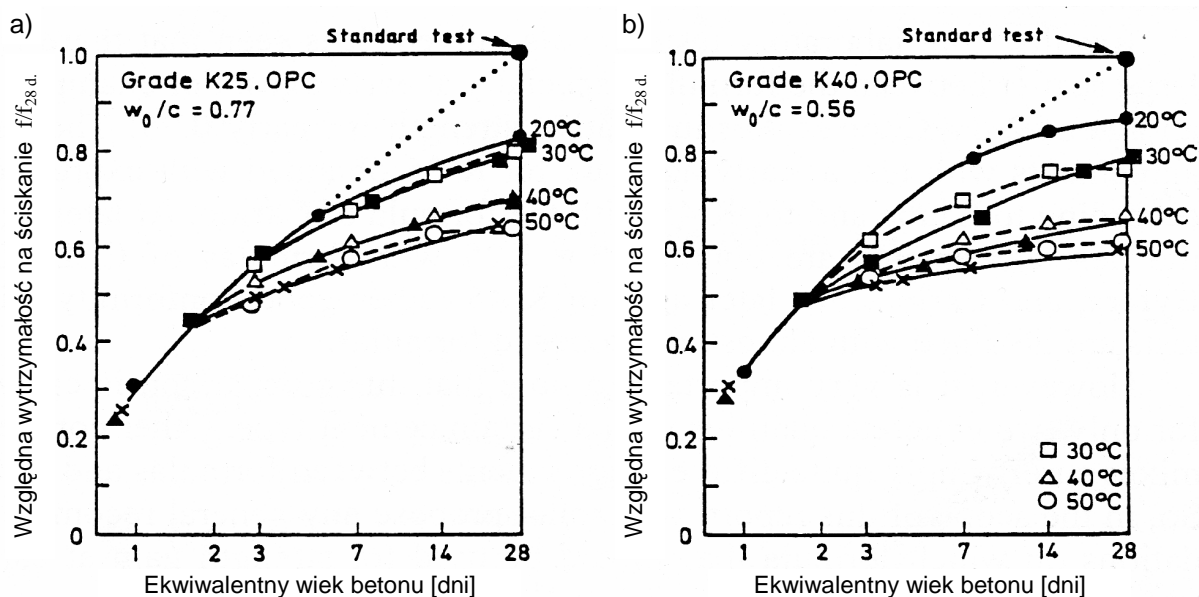 a)
Standard test
Grade K25.OPC
w₀/c = 0.77
Względna wytrzymałość na ściskanie f/f28 d.
1.0
0.8
0.6
0.4
0.2
0
20°C
30°C
40°C
50°C
1 2 3 7 14 28
Ekwiwalentny wiek betonu [dni]
b)
Standard test
Grade K40.OPC
w₀/c = 0.56
Względna wytrzymałość na ściskanie f/f28 d.
1.0
0.8
0.6
0.4
0.2
0
20°C
30°C
40°C
50°C
30°C
40°C
50°C
1 2 3 7 14 28
Ekwiwalentny wiek betonu [dni]